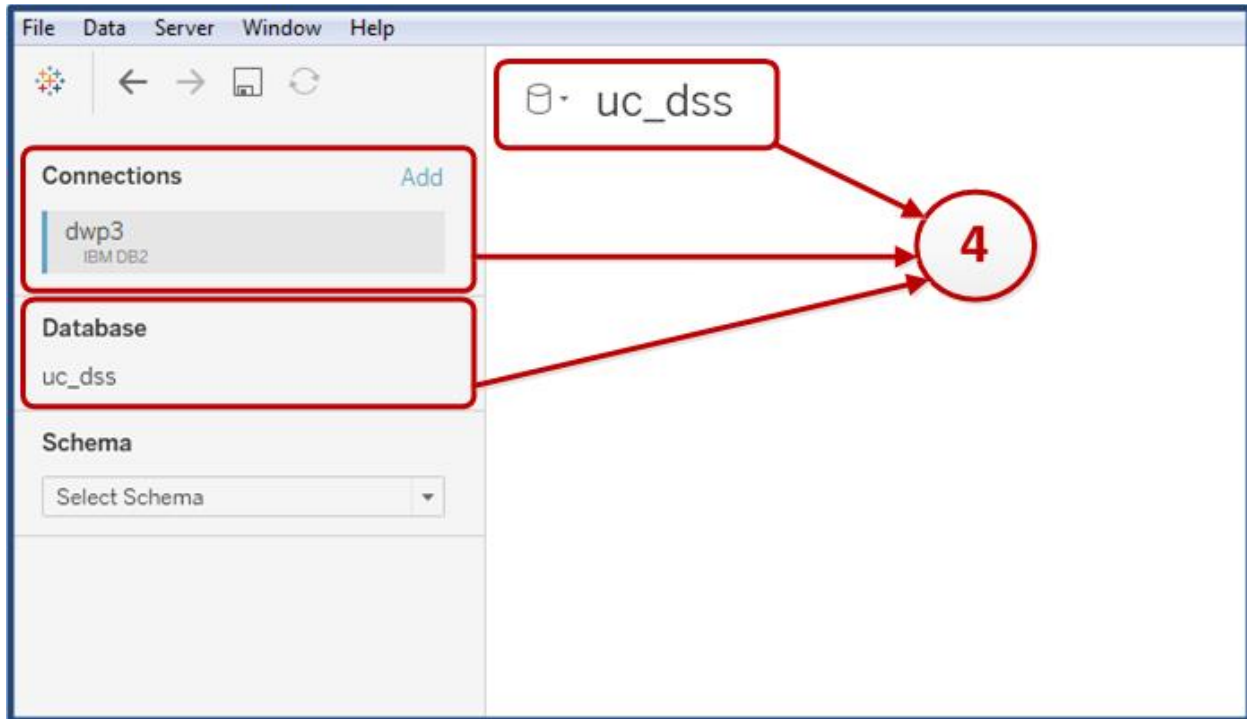 File Data Server Window Help
uc_dss
Connections Add
dwp3
IBM DB2
4
Database
uc_dss
Schema
Select Schema